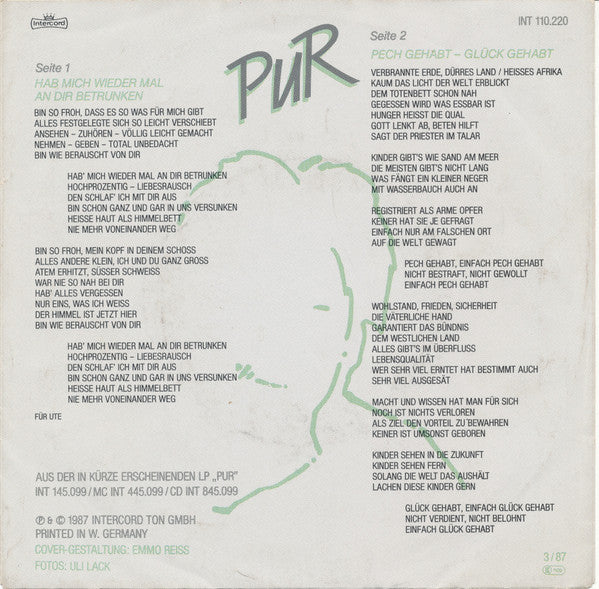 Intercord
INT 110.220
PUR
Seite 1
HAB MICH WIEDER MAL
AN DIR BETRUNKEN
BIN SO FROH, DASS ES SO WAS FÜR MICH GIBT
ALLES FESTGELEGTE SICH SO LEICHT VERSCHIEBT
ANSEHEN – ZUHÖREN – VÖLLIG LEICHT GEMACHT
NEHMEN – GEBEN – TOTAL UNBEDACHT
BIN WIE BERAUSCHT VON DIR
HAB' MICH WIEDER MAL AN DIR BETRUNKEN
HOCHPROZENTIG – LIEBESRAUSCH
DEN SCHLAF' ICH MIT DIR AUS
BIN SCHON GANZ UND GAR IN UNS VERSUNKEN
HEISSE HAUT ALS HIMMELBETT
NIE MEHR VONEINANDER WEG
BIN SO FROH, MEIN KOPF IN DEINEM SCHOSS
ALLES ANDERE KLEIN, ICH UND DU GANZ GROSS
ATEM ERHITZT, SÜSSER SCHWEISS
WAR NIE SO NAH BEI DIR
HAB' ALLES VERGESSEN
NUR EINS, WAS ICH WEISS
DER HIMMEL IST JETZT HIER
BIN WIE BERAUSCHT VON DIR
HAB' MICH WIEDER MAL AN DIR BETRUNKEN
HOCHPROZENTIG – LIEBESRAUSCH
DEN SCHLAF' ICH MIT DIR AUS
BIN SCHON GANZ UND GAR IN UNS VERSUNKEN
HEISSE HAUT ALS HIMMELBETT
NIE MEHR VONEINANDER WEG
FÜR UTE
AUS DER IN KÜRZE ERSCHEINENDEN LP „PUR"
INT 145.099 / MC INT 445.099 / CD INT 845.099
℗ & © 1987 INTERCORD TON GMBH
PRINTED IN W. GERMANY
COVER-GESTALTUNG: EMMO REISS
FOTOS: ULI LACK
Seite 2
PECH GEHABT – GLÜCK GEHABT
VERBRANNTE ERDE, DÜRRES LAND / HEISSES AFRIKA
KAUM DAS LICHT DER WELT ERBLICKT
DEM TOTENBETT SCHON NAH
GEGESSEN WIRD WAS ESSBAR IST
HUNGER HEISST DIE QUAL
GOTT LENKT AB, BETEN HILFT
SAGT DER PRIESTER IM TALAR
KINDER GIBT'S WIE SAND AM MEER
DIE MEISTEN GIBT'S NICHT LANG
WAS FÄNGT EIN KLEINER NEGER
MIT WASSERBAUCH AUCH AN
REGISTRIERT ALS ARME OPFER
KEINER HAT SIE JE GEFRAGT
EINFACH NUR AM FALSCHEN ORT
AUF DIE WELT GEWAGT
PECH GEHABT, EINFACH PECH GEHABT
NICHT BESTRAFT, NICHT GEWOLLT
EINFACH PECH GEHABT
WOHLSTAND, FRIEDEN, SICHERHEIT
DIE VÄTERLICHE HAND
GARANTIERT DAS BÜNDNIS
DEM WESTLICHEN LAND
ALLES GIBT'S IM ÜBERFLUSS
LEBENSQUALITÄT
WER SEHR VIEL ERNTET HAT BESTIMMT AUCH
SEHR VIEL AUSGESÄT
MACHT UND WISSEN HAT MAN FÜR SICH
NOCH IST NICHTS VERLOREN
ALS ZIEL DEN VORTEIL ZU BEWAHREN
KEINER IST UMSONST GEBOREN
KINDER SEHEN IN DIE ZUKUNFT
KINDER SEHEN FERN
SOLANG DIE WELT DAS AUSHÄLT
LACHEN DIESE KINDER GERN
GLÜCK GEHABT, EINFACH GLÜCK GEHABT
NICHT VERDIENT, NICHT BELOHNT
EINFACH GLÜCK GEHABT
3 / 87